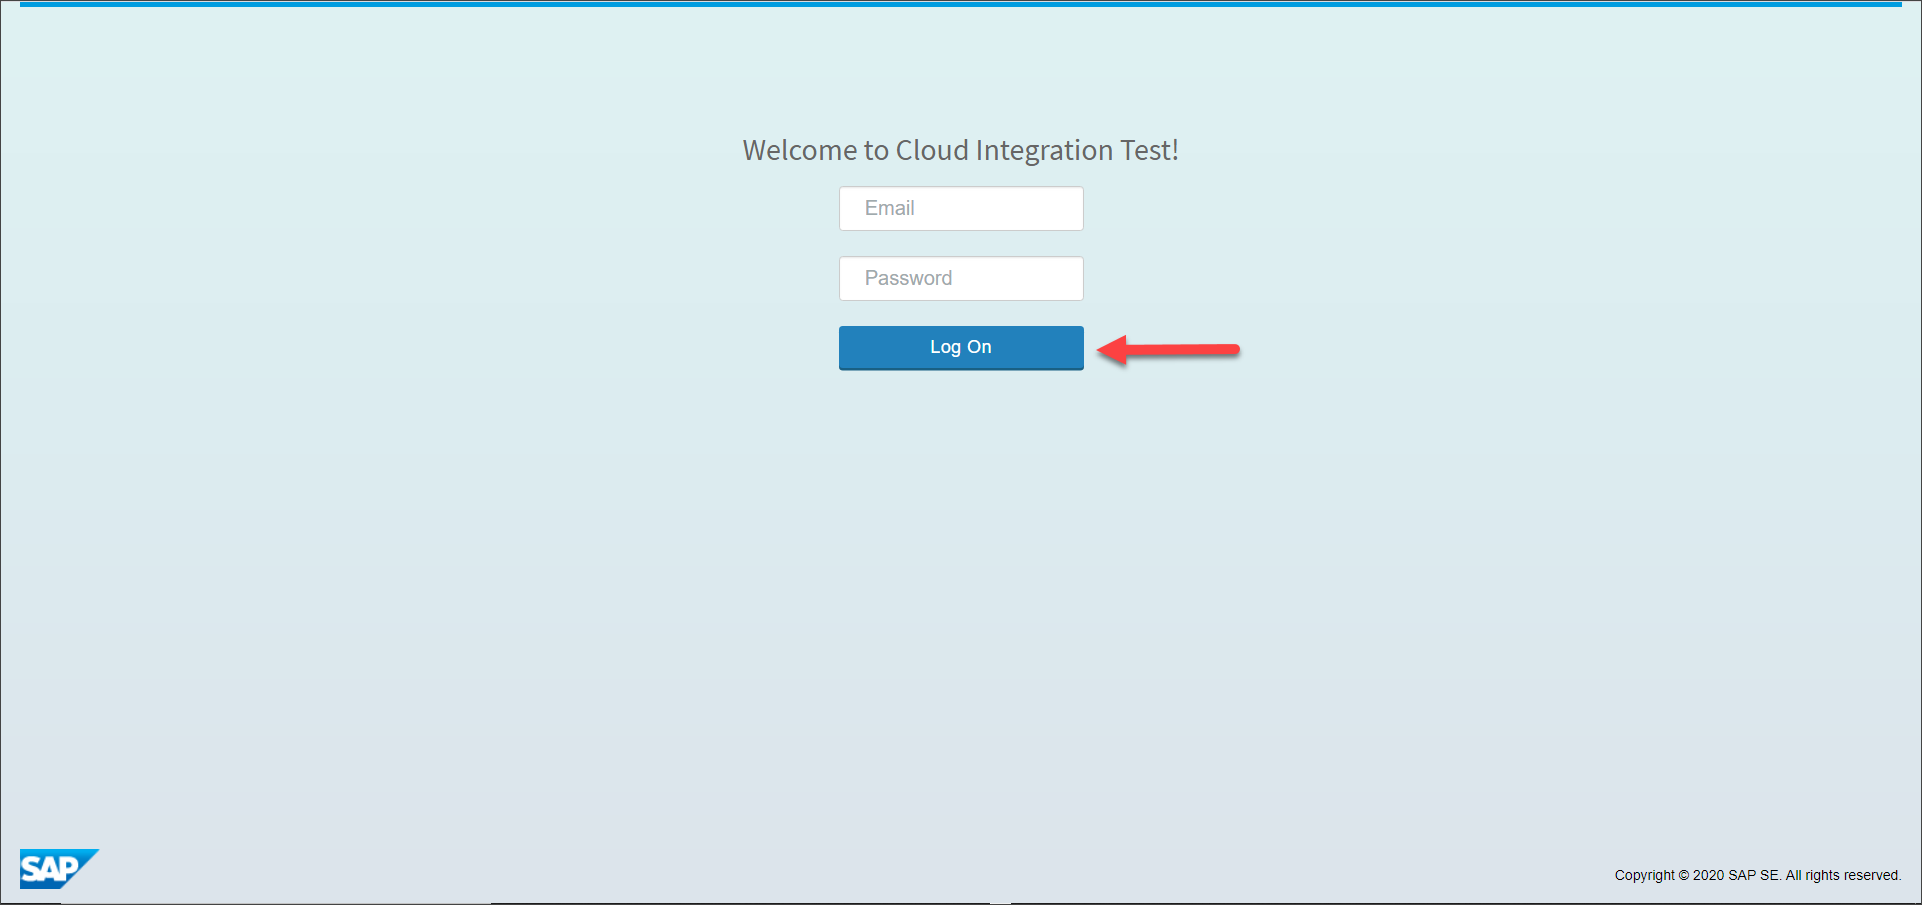 Welcome to Cloud Integration Test!
Email
Password
Log On
SAP
Copyright © 2020 SAP SE. All rights reserved.